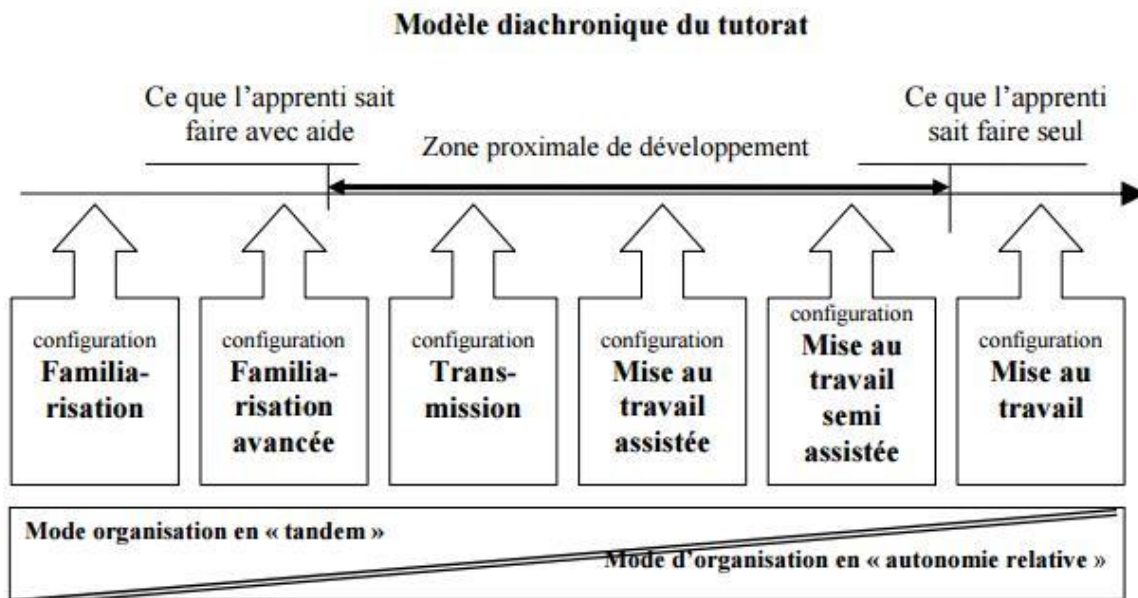 Modèle diachronique du tutorat
Ce que l’apprenti sait
faire avec aide
Zone proximale de développement
Ce que l’apprenti
sait faire seul
configuration
Familia-
risation
configuration
Familia-
risation
avancée
configuration
Trans-
mission
configuration
Mise au
travail
assistée
configuration
Mise au
travail
semi
assistée
configuration
Mise au
travail
Mode organisation en « tandem »
Mode d’organisation en « autonomie relative »